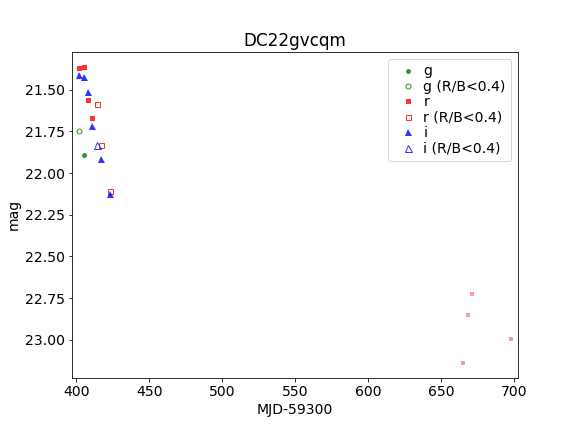 DC22gvcqm
g
g (R/B<0.4)
r
r (R/B<0.4)
i
i (R/B<0.4)
mag
21.50
21.75
22.00
22.25
22.50
22.75
23.00
400 450 500 550 600 650 700
MJD-59300